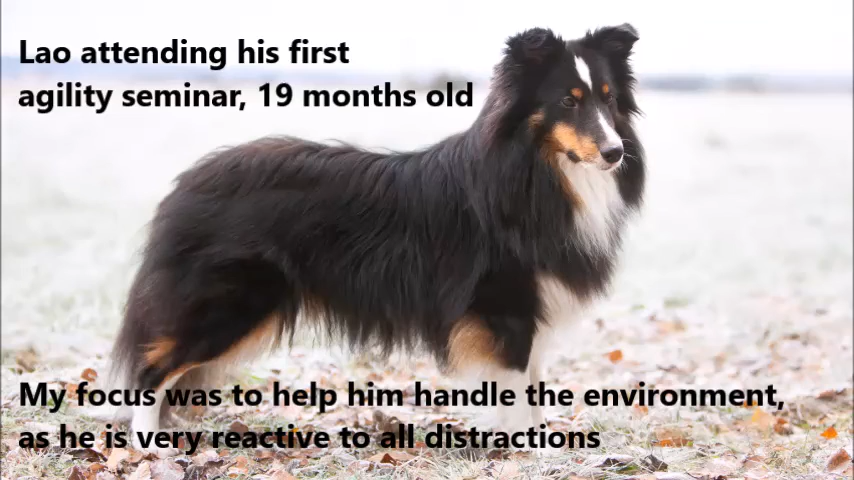 Lao attending his first
agility seminar, 19 months old
My focus was to help him handle the environment,
as he is very reactive to all distractions